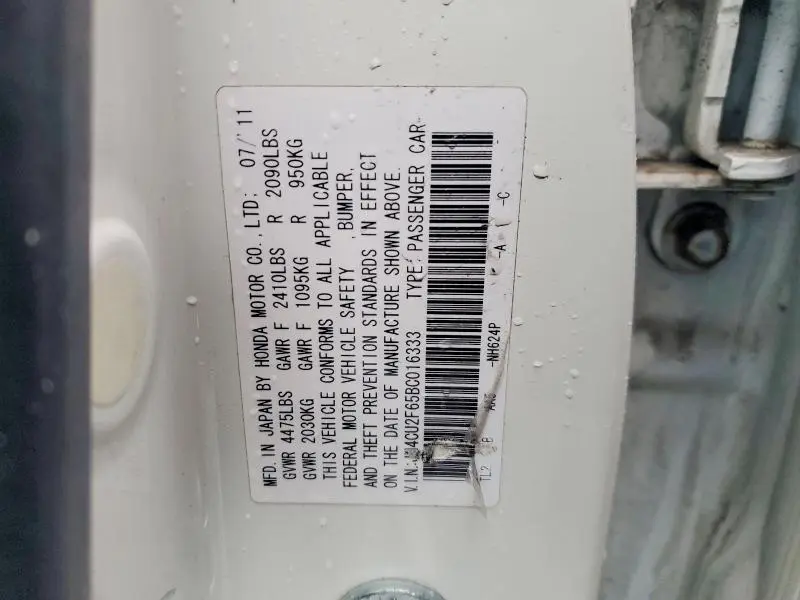 MFD. IN JAPAN BY HONDA MOTOR CO., LTD; 07/'11
GVWR 4475LBS GAWR F 2410LBS R 2090LBS
GVWR 2030KG GAWR F 1095KG R 950KG
THIS VEHICLE CONFORMS TO ALL APPLICABLE
FEDERAL MOTOR VEHICLE SAFETY , BUMPER,
AND THEFT PREVENTION STANDARDS IN EFFECT
ON THE DATE OF MANUFACTURE SHOWN ABOVE.
V.I.N.: 4CU2F65BC016333 TYPE: PASSENGER CAR
TL2 B -NH624P -A -C